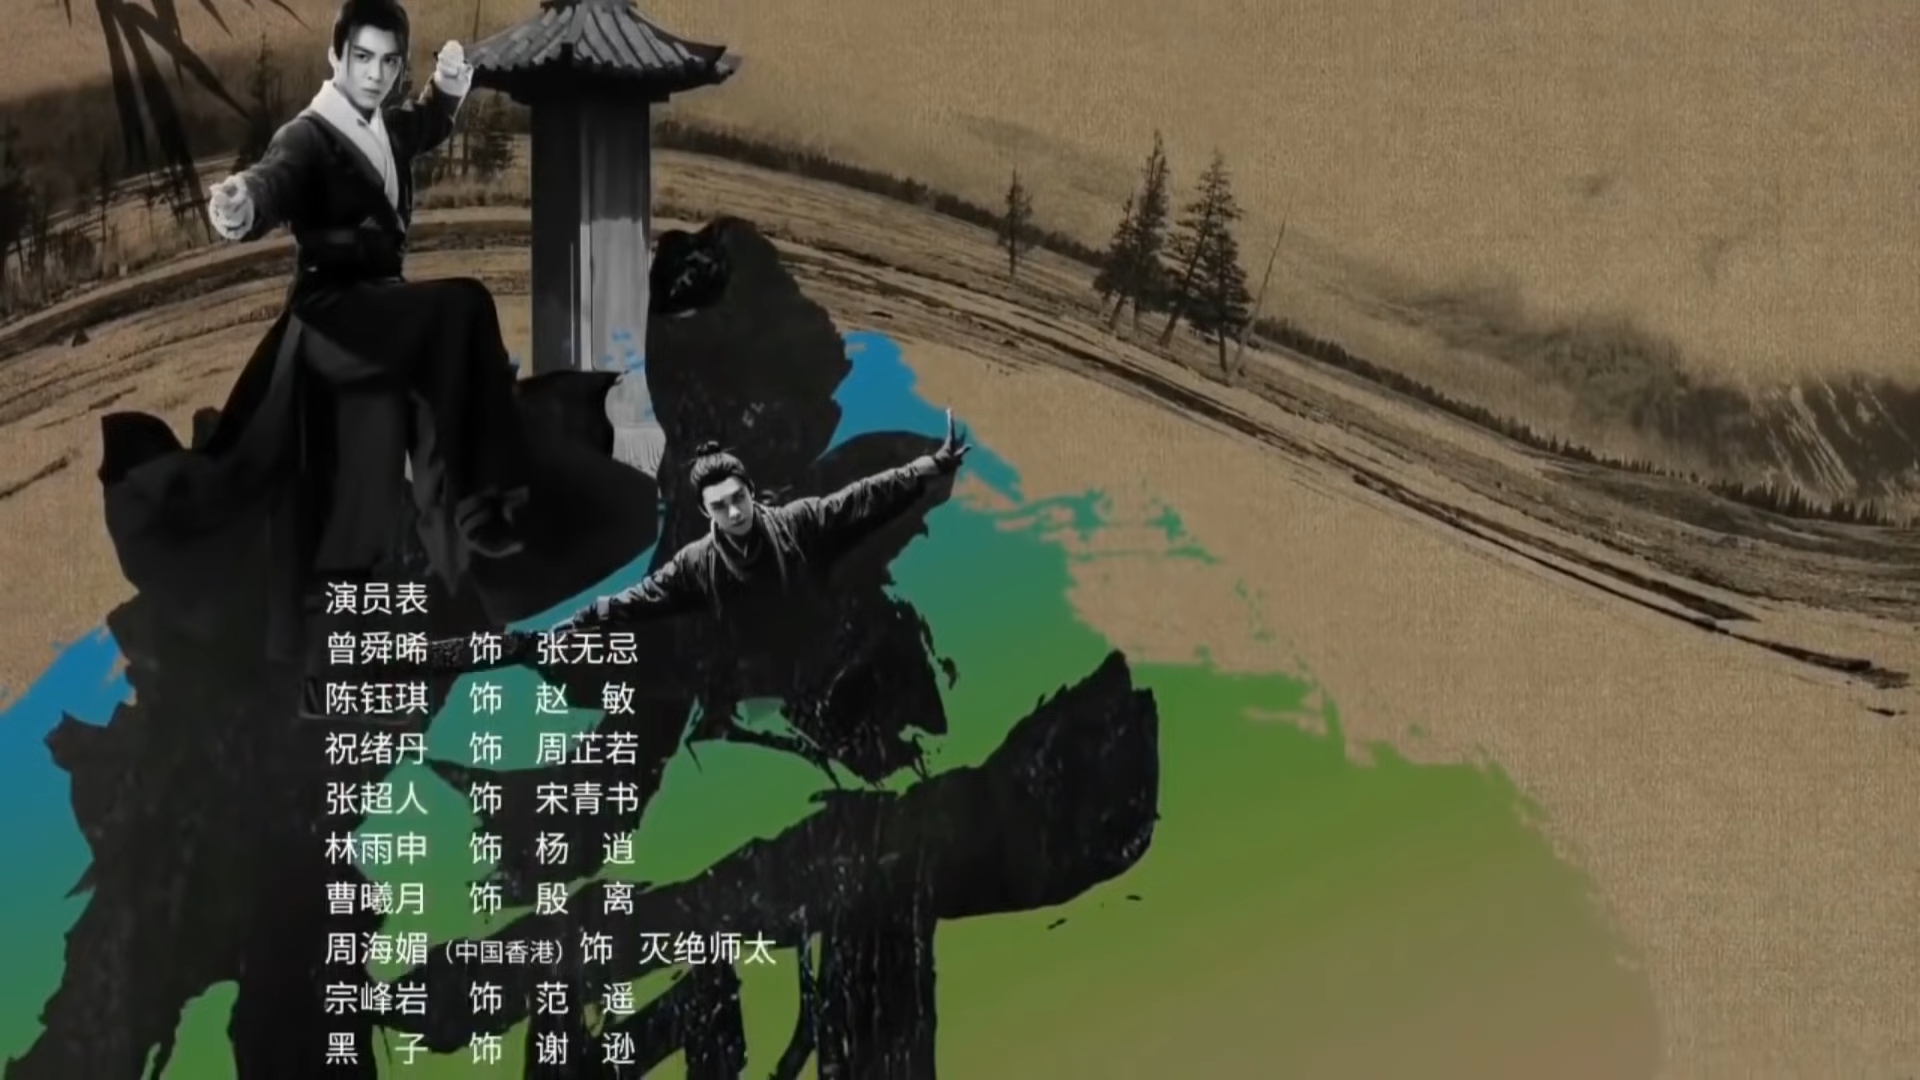 演员表
曾舜晞 饰 张无忌
陈钰琪 饰 赵 敏
祝绪丹 饰 周芷若
张超人 饰 宋青书
林雨申 饰 杨 逍
曹曦月 饰 殷 离
周海媚（中国香港） 饰 灭绝师太
宗峰岩 饰 范 遥
黑 子 饰 谢 逊